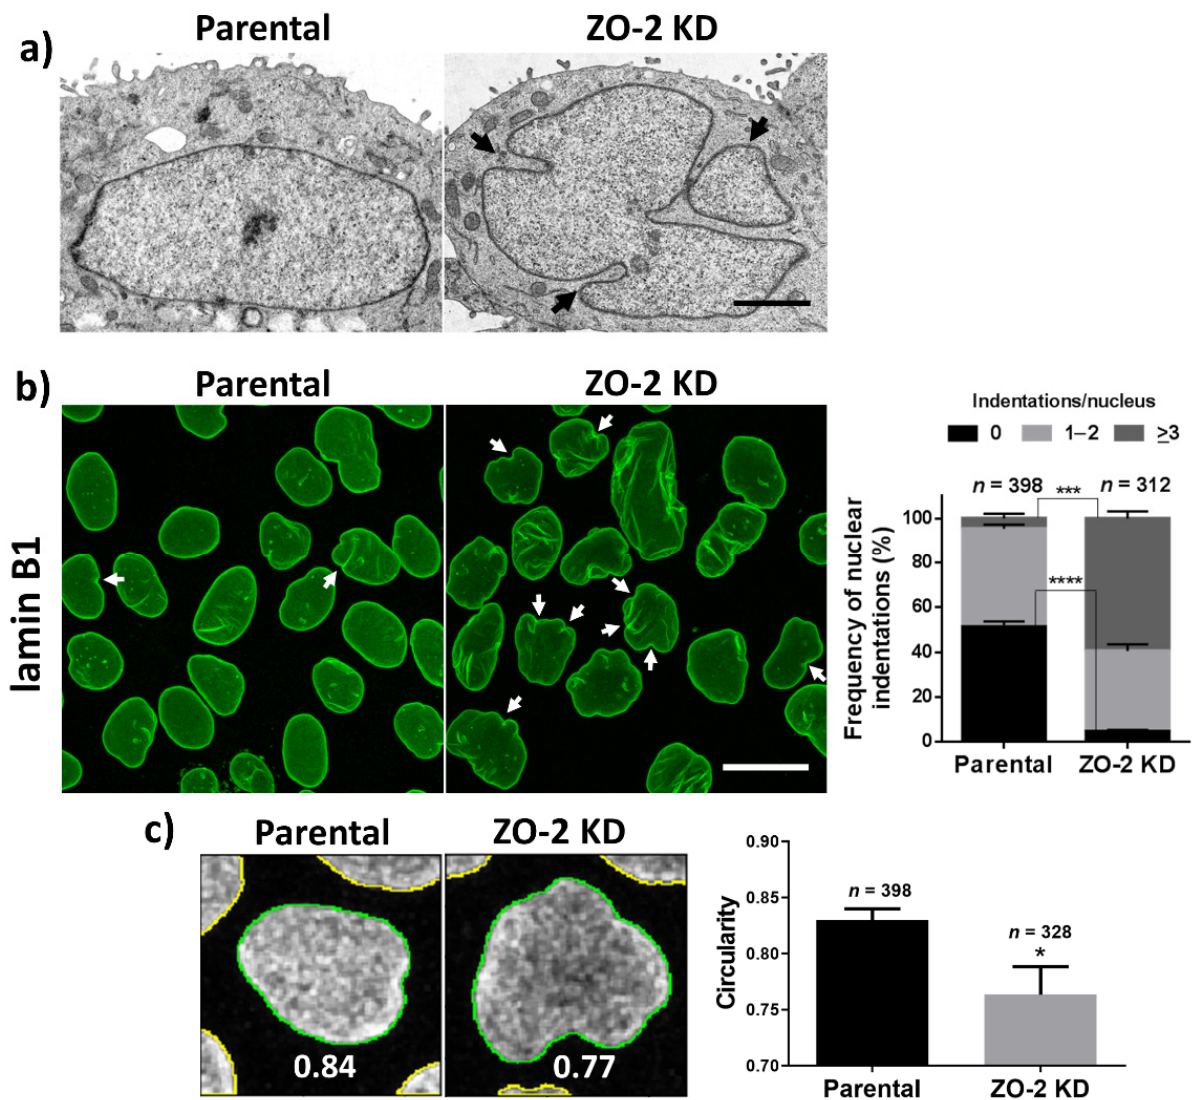 a)
Parental ZO-2 KD
b)
Parental ZO-2 KD
lamin B1
Indentations/nucleus
0 1–2 ≥3
n = 398 *** n = 312
****
Frequency of nuclear
indentations (%)
100
80
60
40
20
0
Parental ZO-2 KD
c)
Parental ZO-2 KD
0.84 0.77
Circularity
0.90
0.85
0.80
0.75
0.70
n = 398
n = 328
*
Parental ZO-2 KD